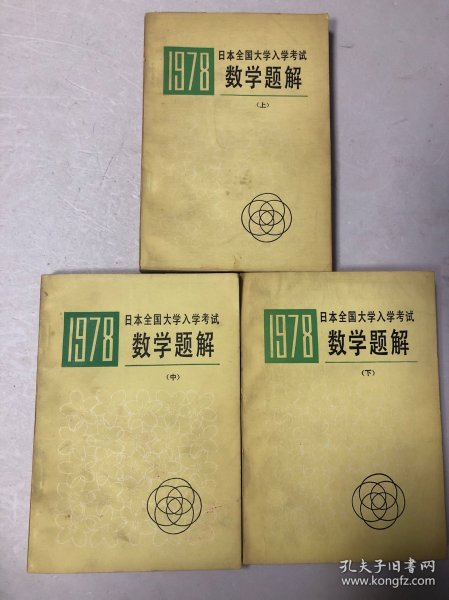 1978
日本全国大学入学考试
数学题解
（上）
1978
日本全国大学入学考试
数学题解
（中）
1978
日本全国大学入学考试
数学题解
（下）
孔夫子旧书网
www.kongfz.com